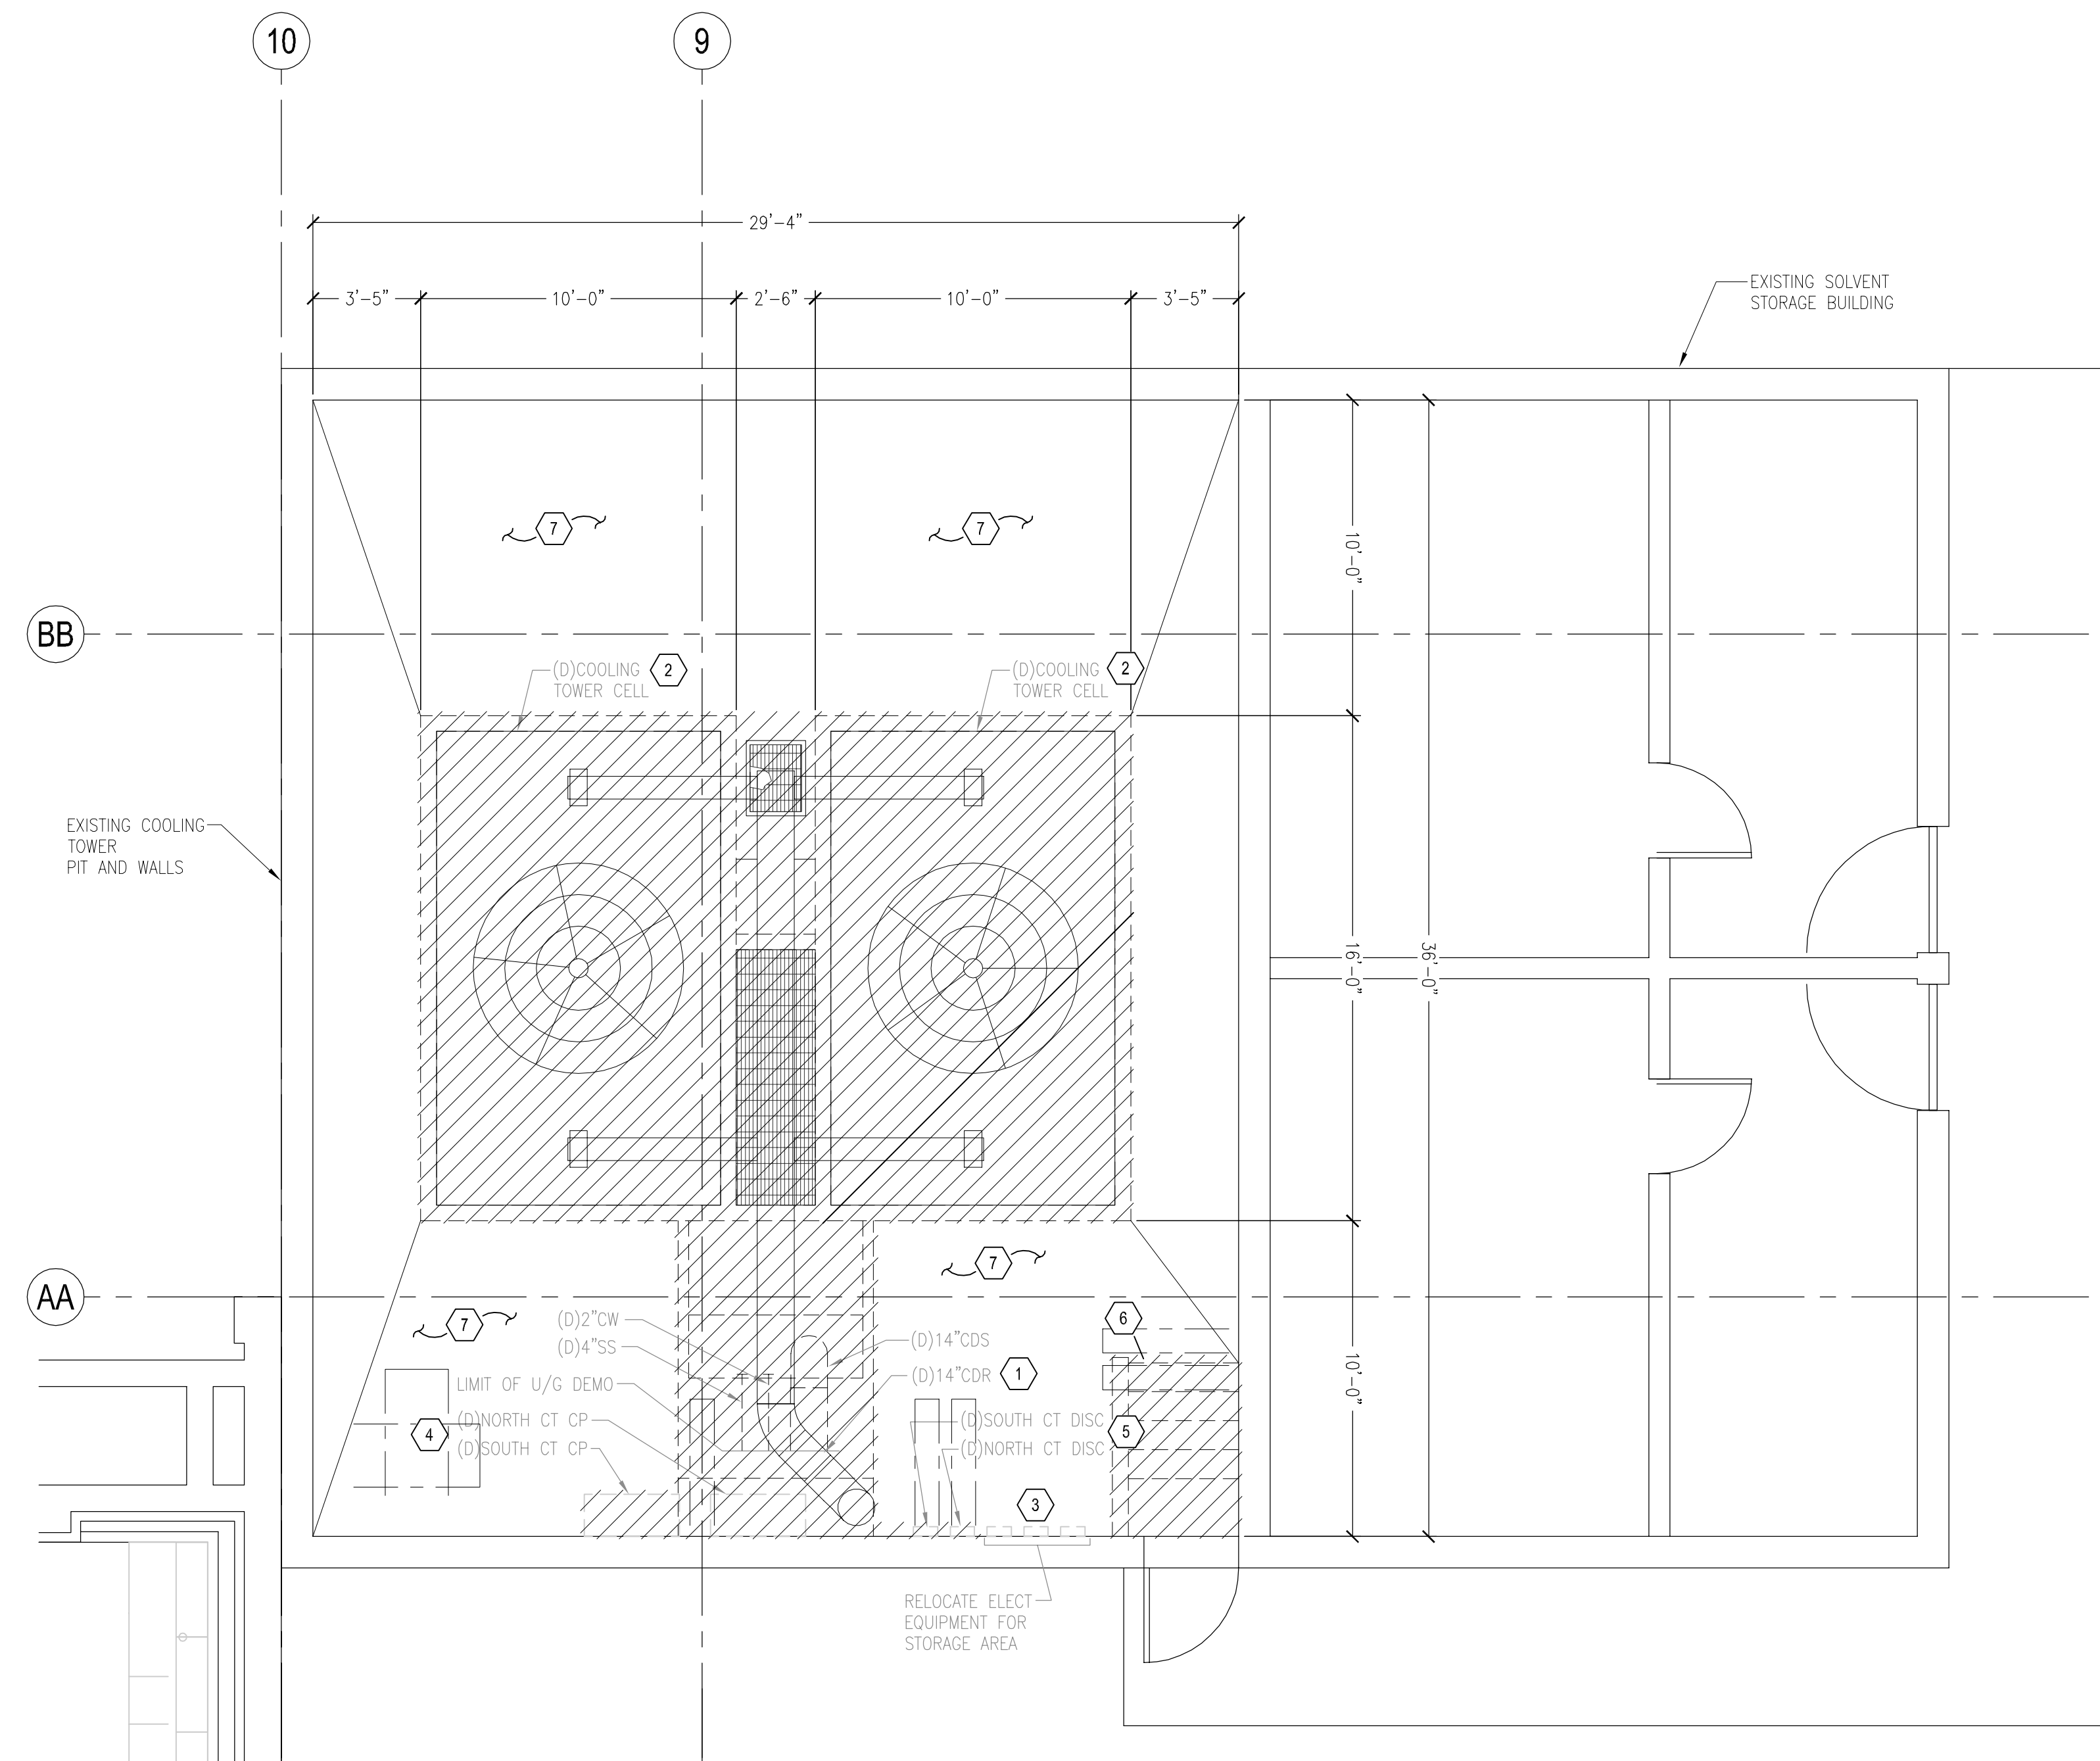 10
9
29'-4"
3'-5"
10'-0"
2'-6"
10'-0"
3'-5"
EXISTING SOLVENT
STORAGE BUILDING
7
7
10'-0"
BB
(D)COOLING
TOWER CELL
2
(D)COOLING
TOWER CELL
2
EXISTING COOLING
TOWER
PIT AND WALLS
16'-0"
36'-0"
7
AA
7
6
(D)2"CW
(D)4"SS
(D)14"CDS
(D)14"CDR
1
LIMIT OF U/G DEMO
10'-0"
4
(D)NORTH CT CP
(D)SOUTH CT CP
(D)SOUTH CT DISC
(D)NORTH CT DISC
5
3
RELOCATE ELECT
EQUIPMENT FOR
STORAGE AREA